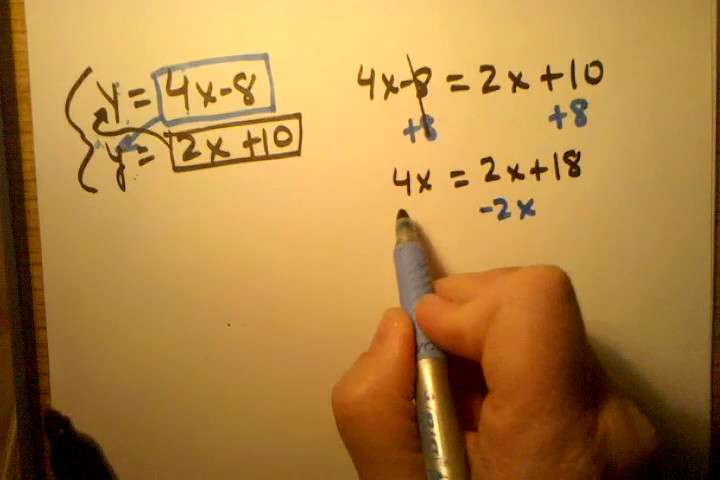 y = 4x-8
y = 2x +10
4x-8 = 2x +10
+8 +8
4x = 2x+18
-2x